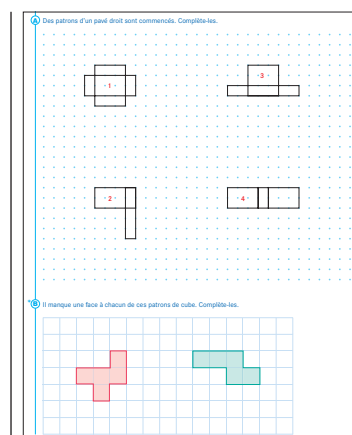 A Des patrons d'un pavé droit sont commencés. Complète-les.
1
3
2
4
*B Il manque une face à chacun de ces patrons de cube. Complète-les.